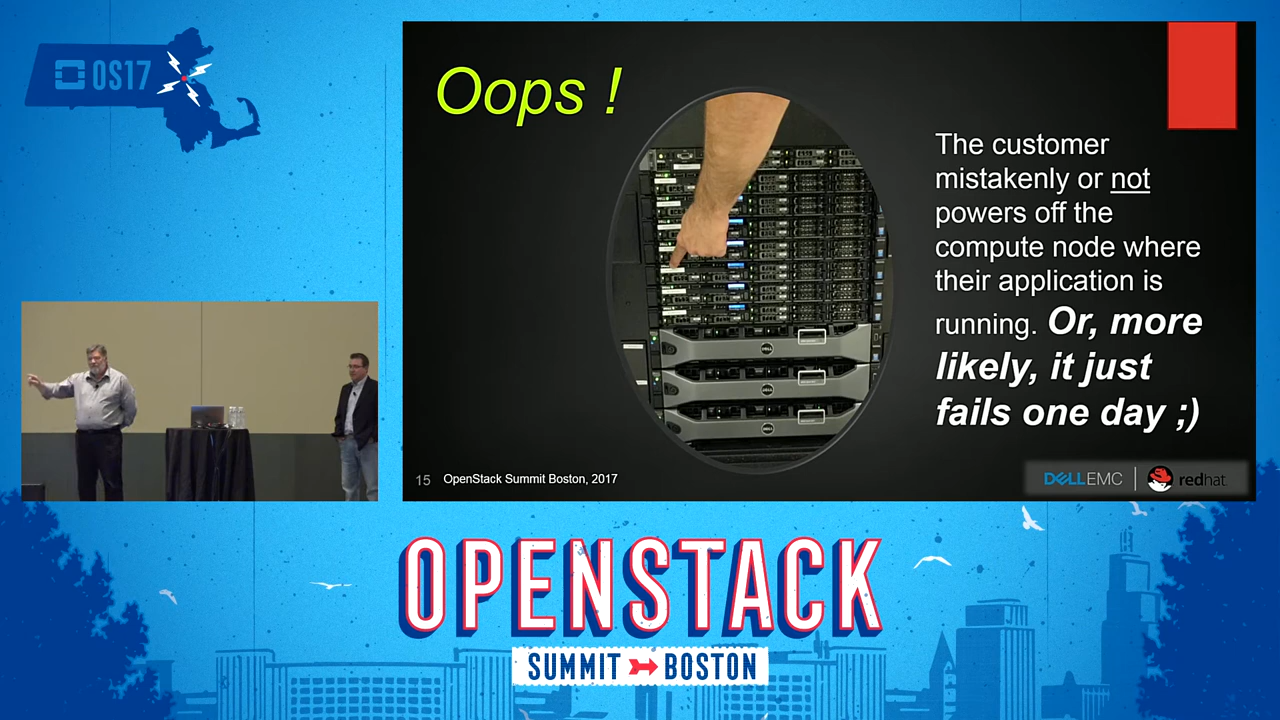 OS17
Oops !
The customer
mistakenly or not
powers off the
compute node where
their application is
running. Or, more
likely, it just
fails one day ;)
15 OpenStack Summit Boston, 2017
DELLEMC | redhat.
OPENSTACK
SUMMIT BOSTON